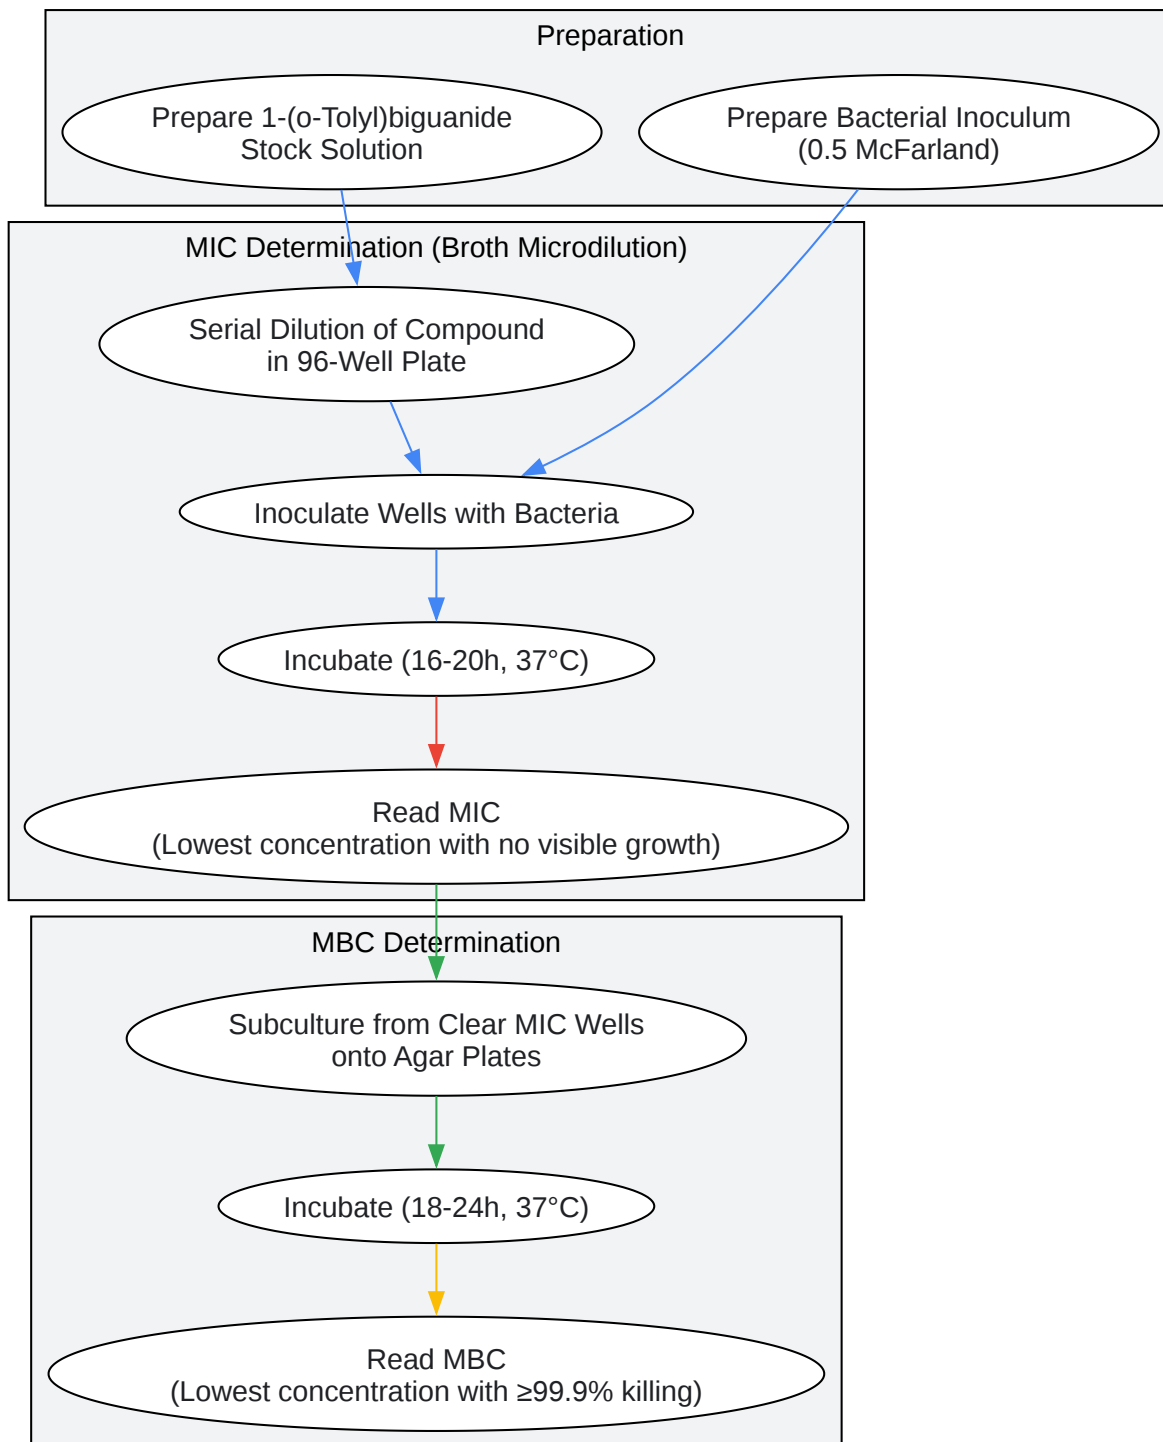 Preparation
Prepare 1-(o-Tolyl)biguanide
Stock Solution
Prepare Bacterial Inoculum
(0.5 McFarland)
MIC Determination (Broth Microdilution)
Serial Dilution of Compound
in 96-Well Plate
Inoculate Wells with Bacteria
Incubate (16-20h, 37°C)
Read MIC
(Lowest concentration with no visible growth)
MBC Determination
Subculture from Clear MIC Wells
onto Agar Plates
Incubate (18-24h, 37°C)
Read MBC
(Lowest concentration with ≥99.9% killing)